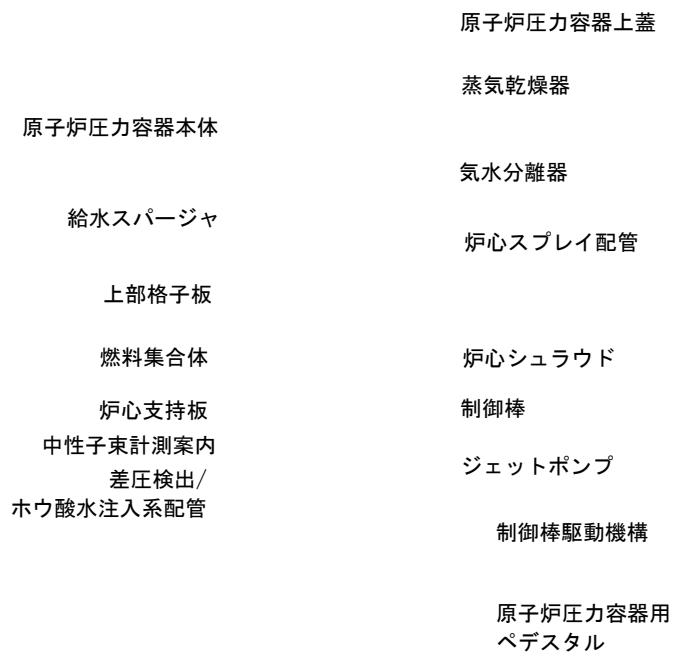 原子炉圧力容器上蓋
蒸気乾燥器
原子炉圧力容器本体
気水分離器
給水スパージャ
炉心スプレイ配管
上部格子板
燃料集合体
炉心シュラウド
炉心支持板
制御棒
中性子束計測案内
ジェットポンプ
差圧検出/
ホウ酸水注入系配管
制御棒駆動機構
原子炉圧力容器用
ペデスタル